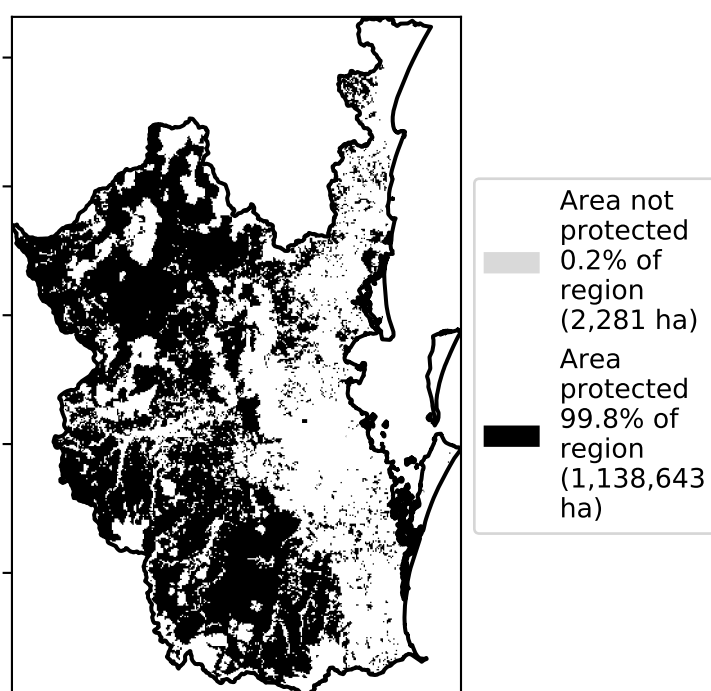 Area not
protected
0.2% of
region
(2,281 ha)
Area
protected
99.8% of
region
(1,138,643
ha)